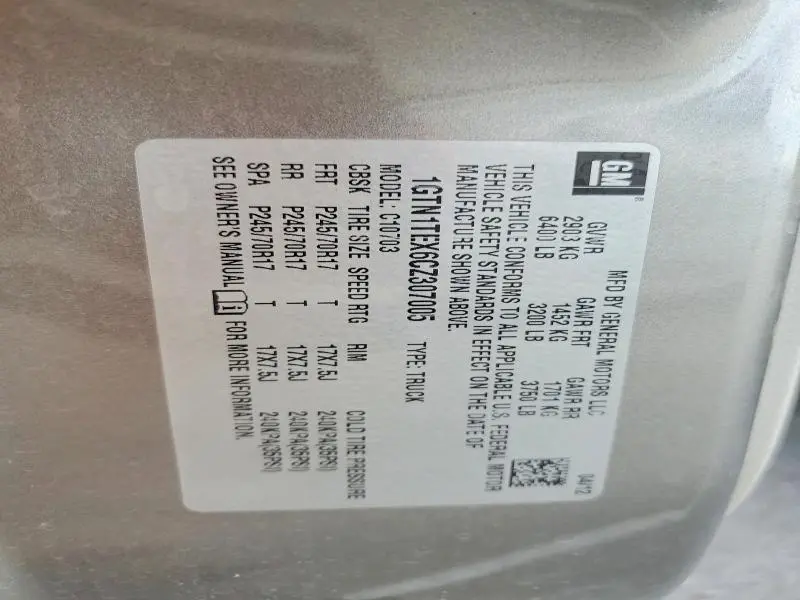 GM
MFD BY GENERAL MOTORS LLC 04/12
GVWR GAWR FRT GAWR RR
2903 KG 1452 KG 1701 KG
6400 LB 3200 LB 3750 LB
THIS VEHICLE CONFORMS TO ALL APPLICABLE U.S. FEDERAL MOTOR
VEHICLE SAFETY STANDARDS IN EFFECT ON THE DATE OF
MANUFACTURE SHOWN ABOVE.
1GTN1TEX6CZ307005 TYPE: TRUCK
MODEL: C10703
CBSK TIRE SIZE SPEED RTG RIM COLD TIRE PRESSURE
FRT P245/70R17 T 17X7.5J 240KPA(35PSI)
RR P245/70R17 T 17X7.5J 240KPA(35PSI)
SPA P245/70R17 T 17X7.5J 240KPA(35PSI)
SEE OWNER'S MANUAL FOR MORE INFORMATION.